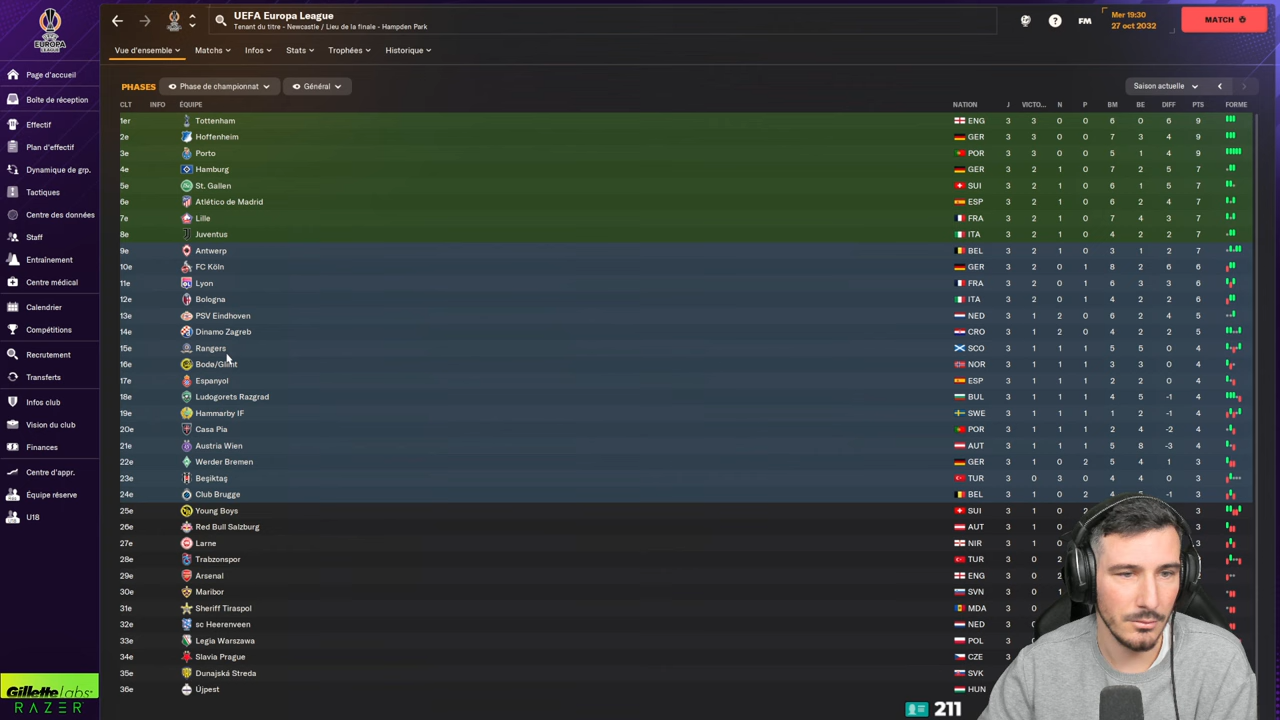 UEFA Europa League
Tenant du titre - Newcastle / Lieu de la finale - Hampden Park
FM
Mer 19:30
27 oct 2032
MATCH
EUROPA
LEAGUE
Vue d'ensemble
Matchs
Infos
Stats
Trophées
Historique
Page d'accueil
Boîte de réception
Effectif
Plan d'effectif
Dynamique de grp.
Tactiques
Centre des données
Staff
Entraînement
Centre médical
Calendrier
Compétitions
Recrutement
Transferts
Infos club
Vision du club
Finances
Centre d'appr.
Équipe réserve
U18
Gillette labs
RAZER
PHASES
Phase de championnat
Général
Saison actuelle
CLT INFO ÉQUIPE NATION J VICTO... N P BM BE DIFF PTS FORME
1er Tottenham ENG 3 3 0 0 6 0 6 9
2e Hoffenheim GER 3 3 0 0 7 3 4 9
3e Porto POR 3 3 0 0 5 1 4 9
4e Hamburg GER 3 2 1 0 7 2 5 7
5e St. Gallen SUI 3 2 1 0 6 1 5 7
6e Atlético de Madrid ESP 3 2 1 0 6 2 4 7
7e Lille FRA 3 2 1 0 7 4 3 7
8e Juventus ITA 3 2 1 0 4 2 2 7
9e Antwerp BEL 3 2 1 0 3 1 2 7
10e FC Köln GER 3 2 0 1 8 2 6 6
11e Lyon FRA 3 2 0 1 6 3 3 6
12e Bologna ITA 3 2 0 1 4 2 2 6
13e PSV Eindhoven NED 3 1 2 0 6 4 2 5
14e Dinamo Zagreb CRO 3 1 2 0 4 2 2 5
15e Rangers SCO 3 1 1 1 5 5 0 4
16e Bodø/Glimt NOR 3 1 1 1 3 3 0 4
17e Espanyol ESP 3 1 1 1 2 2 0 4
18e Ludogorets Razgrad BUL 3 1 1 1 4 5 -1 4
19e Hammarby IF SWE 3 1 1 1 1 2 -1 4
20e Casa Pia POR 3 1 1 1 2 4 -2 4
21e Austria Wien AUT 3 1 1 1 5 8 -3 4
22e Werder Bremen GER 3 1 0 2 5 4 1 3
23e Beşiktaş TUR 3 0 3 0 4 4 0 3
24e Club Brugge BEL 3 1 0 2 4 -1 3
25e Young Boys SUI 3 1 0 2 3
26e Red Bull Salzburg AUT 3 1 0 3
27e Larne NIR 3 1 0 3
28e Trabzonspor TUR 3 0 2
29e Arsenal ENG 3 0 2
30e Maribor SVN 3 0 1
31e Sheriff Tiraspol MDA 3 0
32e sc Heerenveen NED 3 0
33e Legia Warszawa POL 3 0
34e Slavia Prague CZE 3
35e Dunajská Streda SVK 3
36e Újpest HUN 3
211